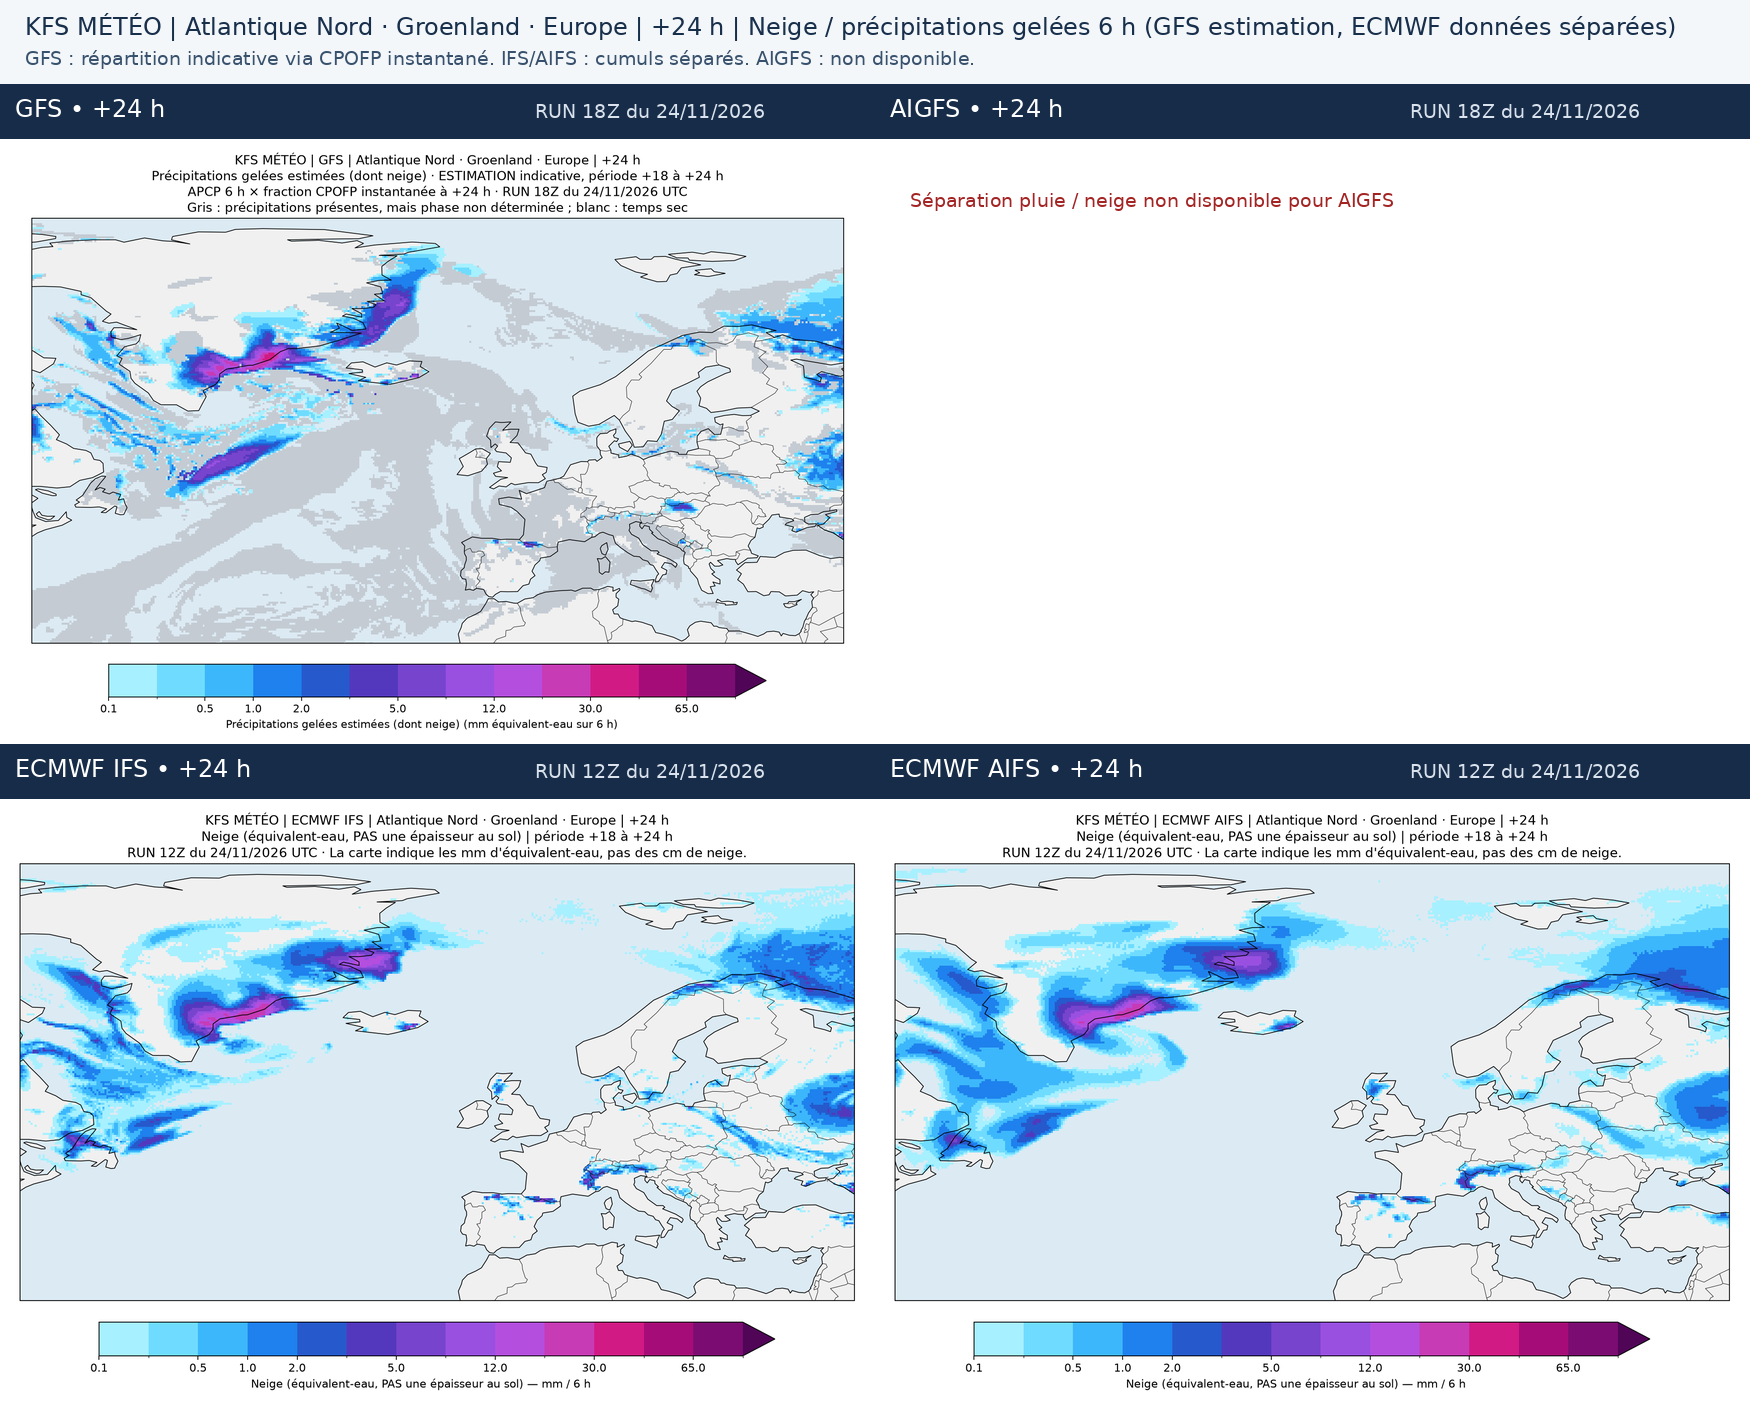 KFS MÉTÉO | Atlantique Nord · Groenland · Europe | +24 h | Neige / précipitations gelées 6 h (GFS estimation, ECMWF données séparées)
GFS : répartition indicative via CPOFP instantané. IFS/AIFS : cumuls séparés. AIGFS : non disponible.
GFS • +24 h
RUN 18Z du 24/11/2026
AIGFS • +24 h
RUN 18Z du 24/11/2026
KFS MÉTÉO | GFS | Atlantique Nord · Groenland · Europe | +24 h
Précipitations gelées estimées (dont neige) · ESTIMATION indicative, période +18 à +24 h
APCP 6 h × fraction CPOFP instantanée à +24 h · RUN 18Z du 24/11/2026 UTC
Gris : précipitations présentes, mais phase non déterminée ; blanc : temps sec
Séparation pluie / neige non disponible pour AIGFS
0.1 0.5 1.0 2.0 5.0 12.0 30.0 65.0
Précipitations gelées estimées (dont neige) (mm équivalent-eau sur 6 h)
ECMWF IFS • +24 h
RUN 12Z du 24/11/2026
ECMWF AIFS • +24 h
RUN 12Z du 24/11/2026
KFS MÉTÉO | ECMWF IFS | Atlantique Nord · Groenland · Europe | +24 h
Neige (équivalent-eau, PAS une épaisseur au sol) | période +18 à +24 h
RUN 12Z du 24/11/2026 UTC · La carte indique les mm d'équivalent-eau, pas des cm de neige.
KFS MÉTÉO | ECMWF AIFS | Atlantique Nord · Groenland · Europe | +24 h
Neige (équivalent-eau, PAS une épaisseur au sol) | période +18 à +24 h
RUN 12Z du 24/11/2026 UTC · La carte indique les mm d'équivalent-eau, pas des cm de neige.
0.1 0.5 1.0 2.0 5.0 12.0 30.0 65.0
Neige (équivalent-eau, PAS une épaisseur au sol) — mm / 6 h
0.1 0.5 1.0 2.0 5.0 12.0 30.0 65.0
Neige (équivalent-eau, PAS une épaisseur au sol) — mm / 6 h